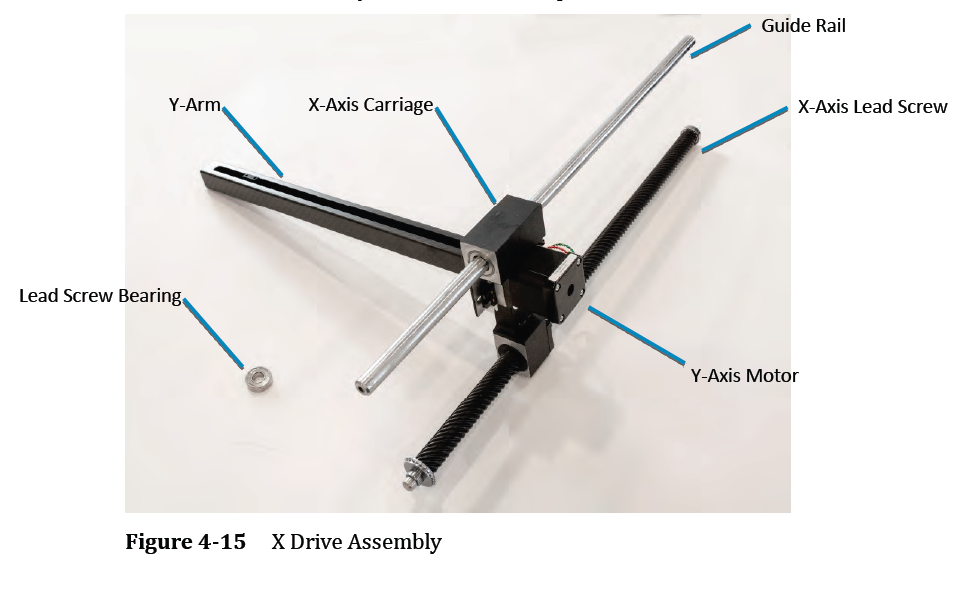 Guide Rail
Y-Arm
X-Axis Carriage
X-Axis Lead Screw
Lead Screw Bearing
Y-Axis Motor
Figure 4-15 X Drive Assembly